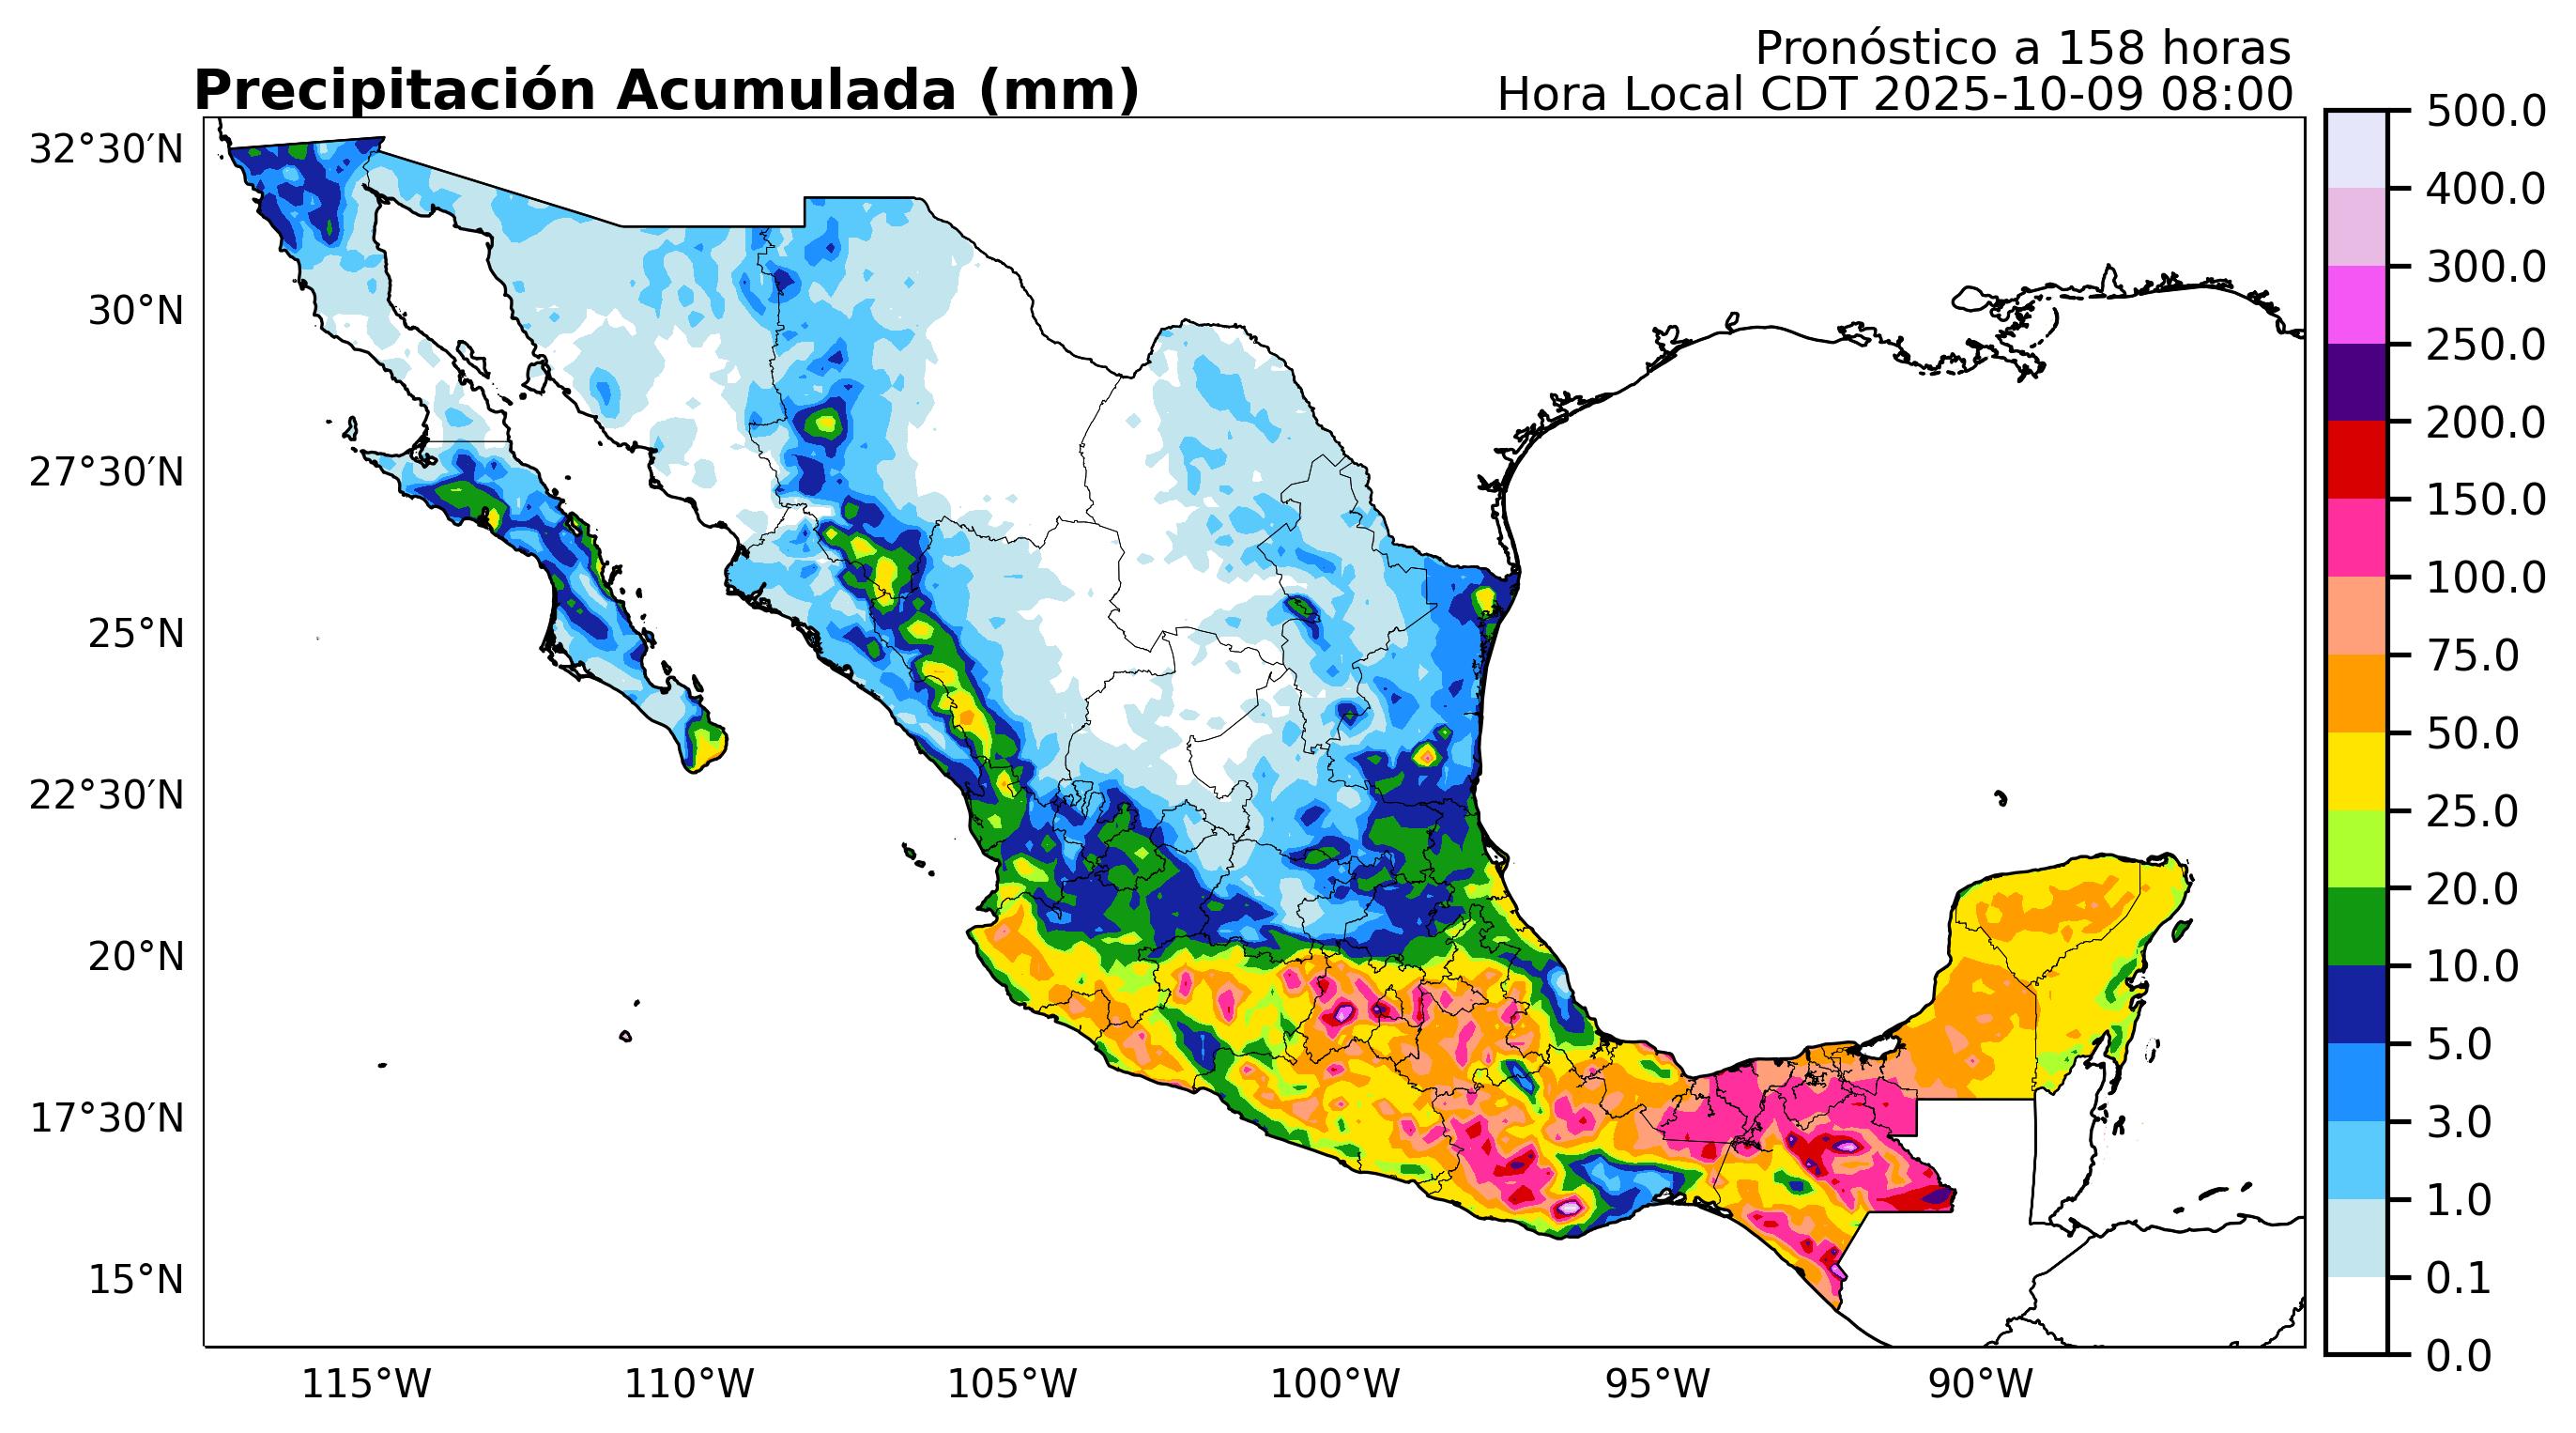 Pronóstico a 158 horas
Precipitación Acumulada (mm)
Hora Local CDT 2025-10-09 08:00
32°30′N
30°N
27°30′N
25°N
22°30′N
20°N
17°30′N
15°N
115°W
110°W
105°W
100°W
95°W
90°W
500.0
400.0
300.0
250.0
200.0
150.0
100.0
75.0
50.0
25.0
20.0
10.0
5.0
3.0
1.0
0.1
0.0